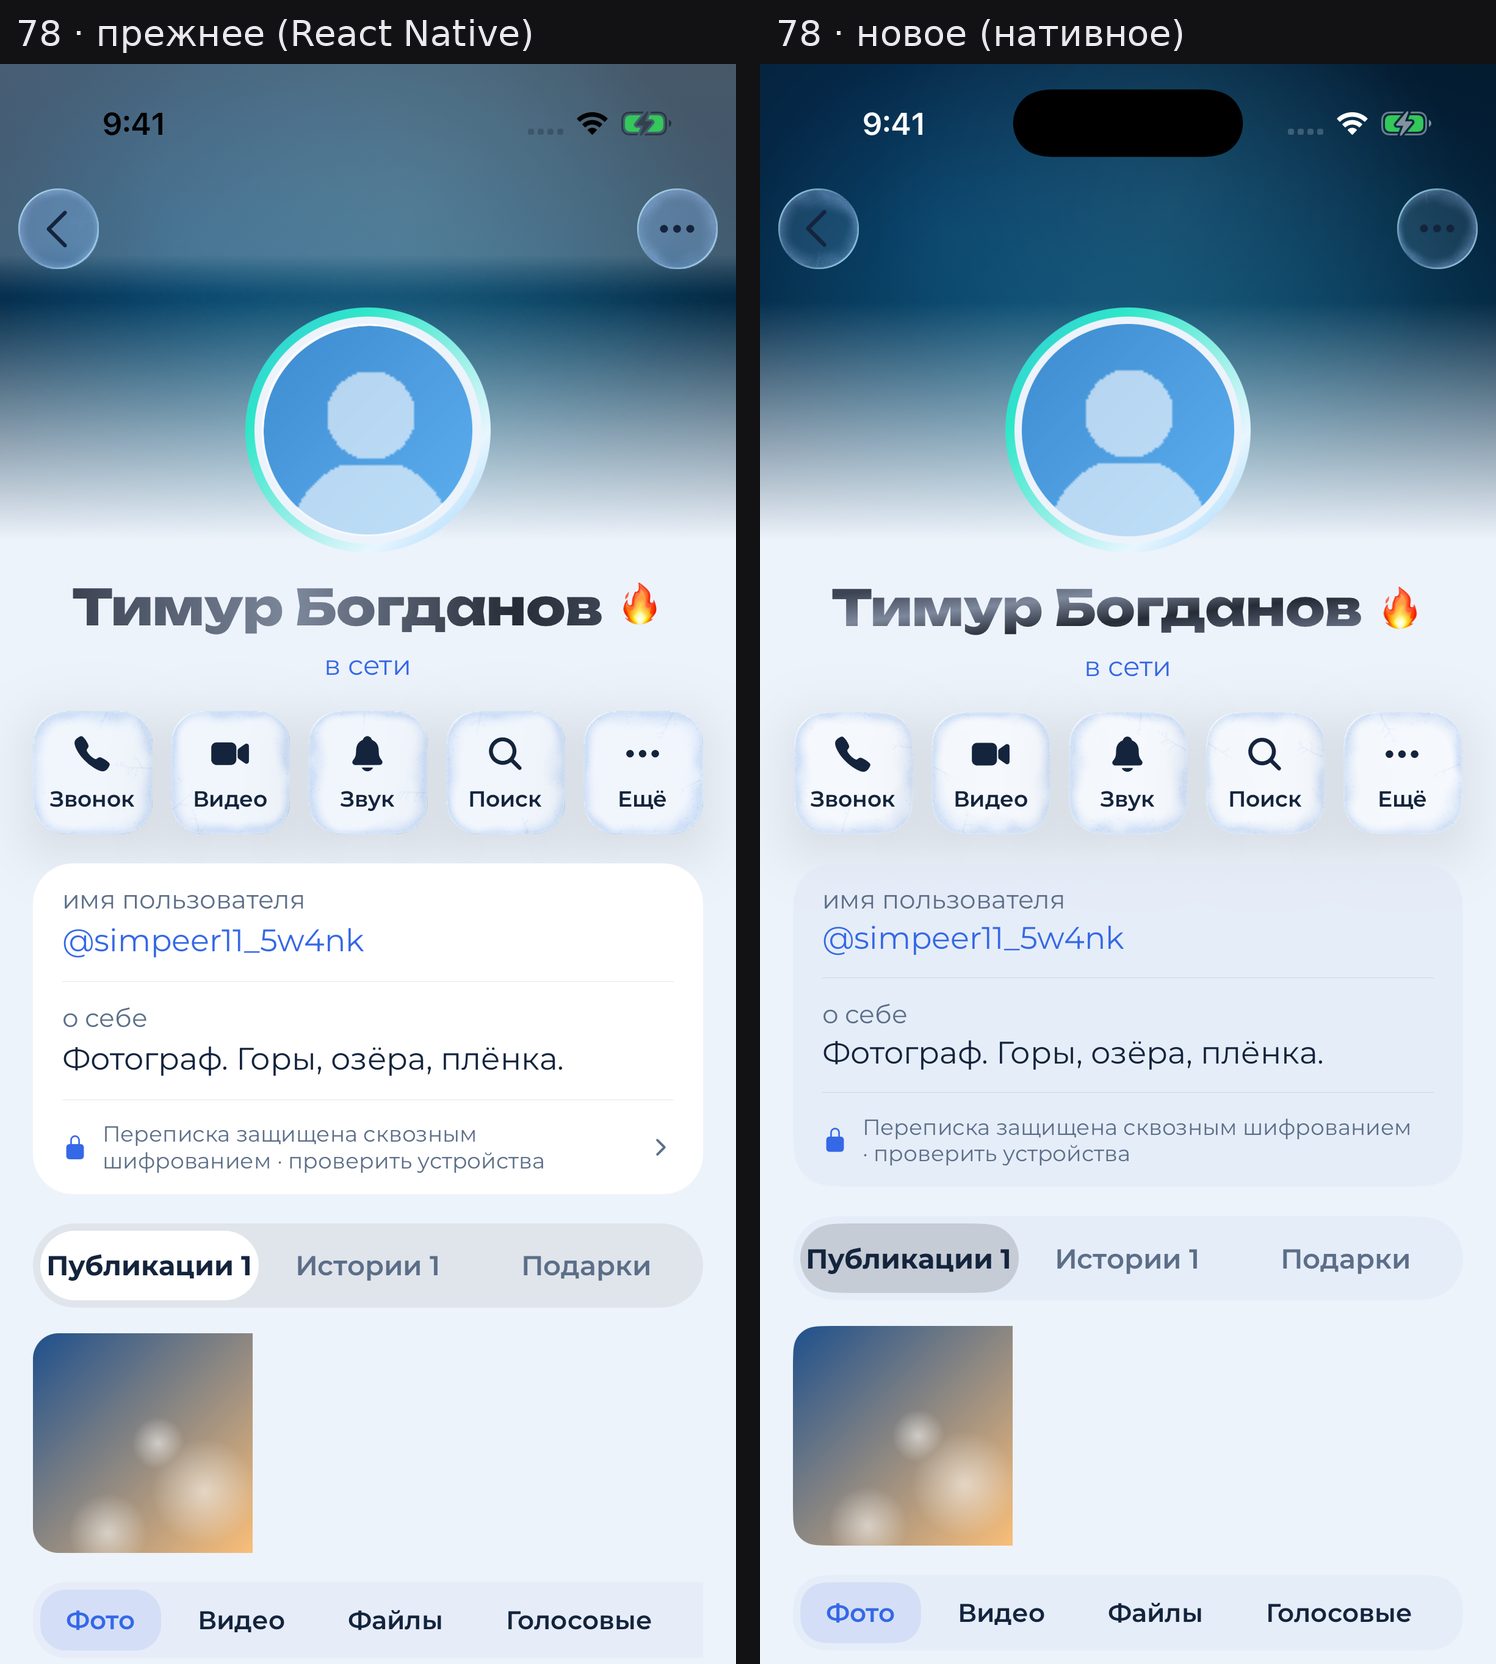 78 · прежнее (React Native)
9:41
Тимур Богданов 🔥
в сети
Звонок
Видео
Звук
Поиск
Ещё
имя пользователя
@simpeer11_5w4nk
о себе
Фотограф. Горы, озёра, плёнка.
Переписка защищена сквозным
шифрованием · проверить устройства
Публикации 1
Истории 1
Подарки
Фото
Видео
Файлы
Голосовые
78 · новое (нативное)
9:41
Тимур Богданов 🔥
в сети
Звонок
Видео
Звук
Поиск
Ещё
имя пользователя
@simpeer11_5w4nk
о себе
Фотограф. Горы, озёра, плёнка.
Переписка защищена сквозным шифрованием
· проверить устройства
Публикации 1
Истории 1
Подарки
Фото
Видео
Файлы
Голосовые